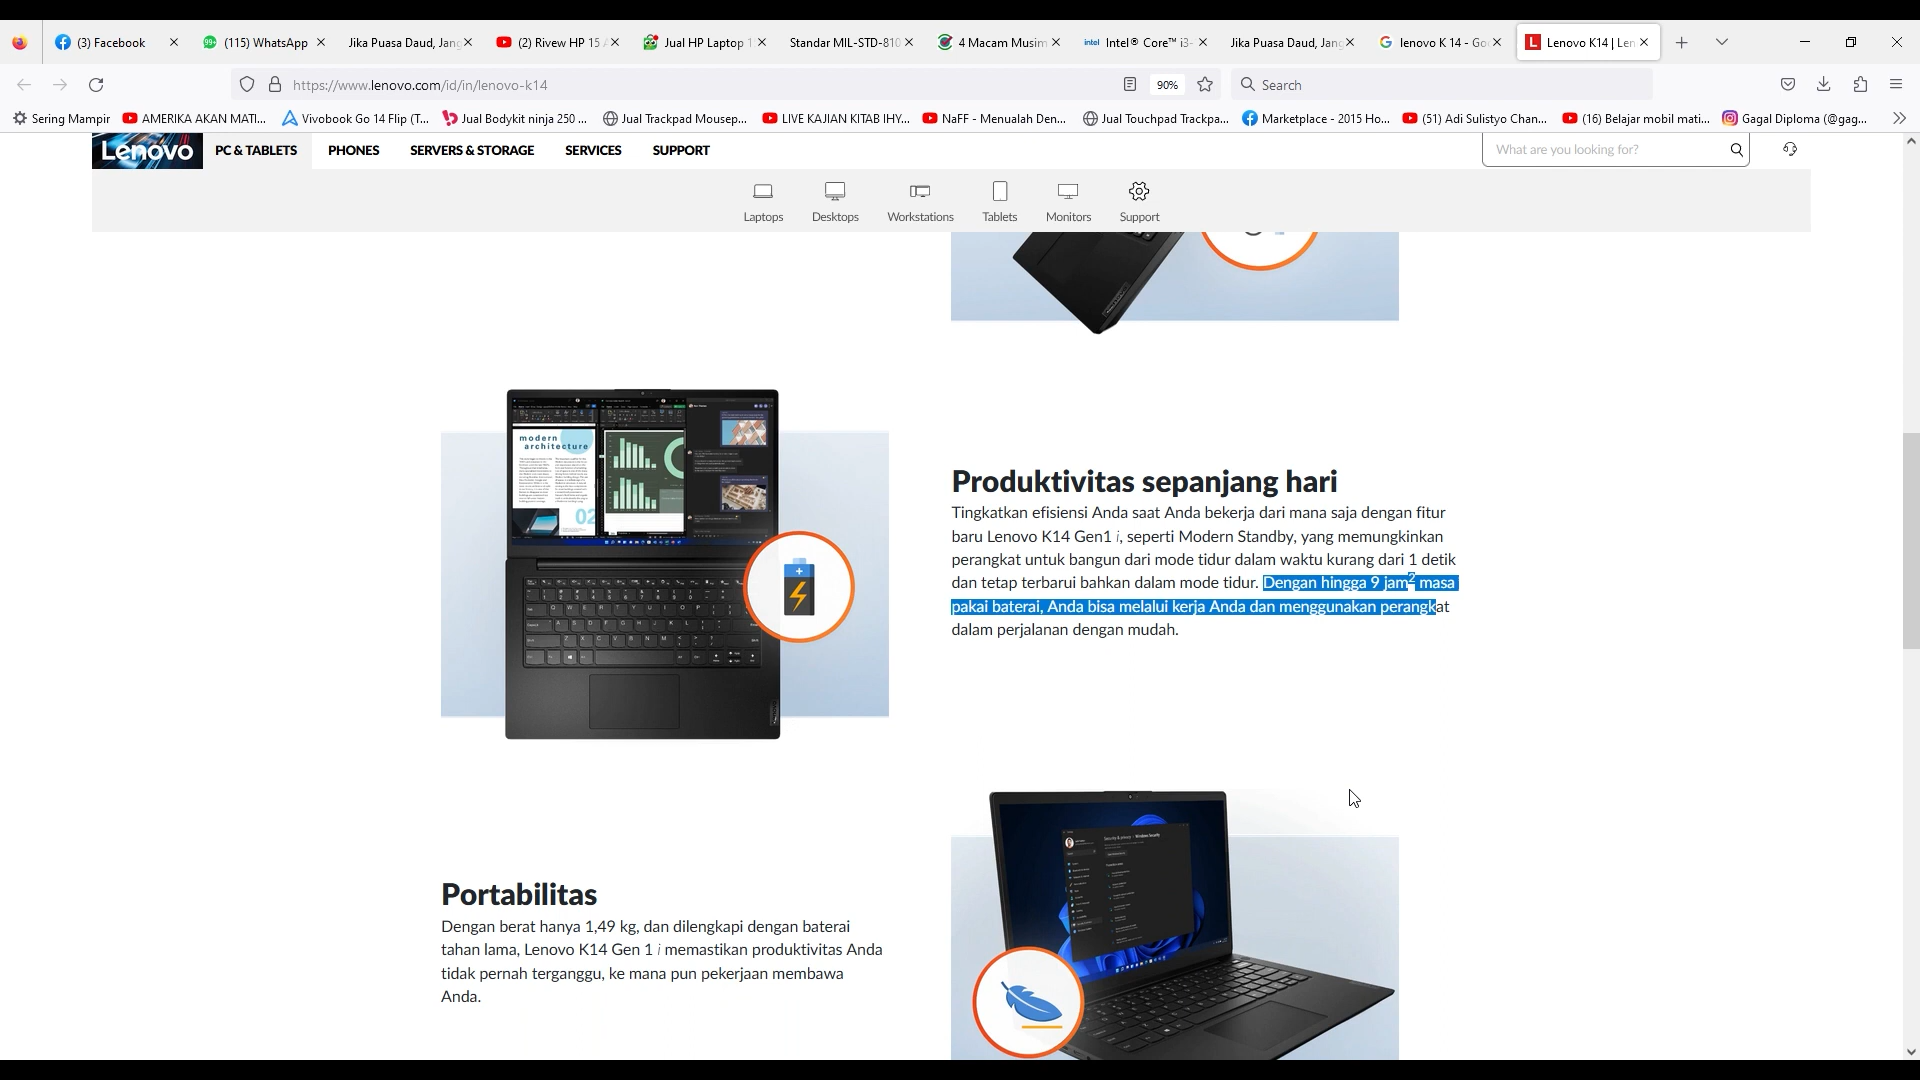 (3) Facebook
(115) WhatsApp
Jika Puasa Daud, Jang
(2) Rivew HP 15
Jual HP Laptop 1
Standar MIL-STD-810
4 Macam Musim
intel Intel® Core™ i3-
Jika Puasa Daud, Jang
lenovo K 14 - Goo
Lenovo K14 | Len
https://www.lenovo.com/id/in/lenovo-k14
90%
Search
Sering Mampir
AMERIKA AKAN MATI...
Vivobook Go 14 Flip (T...
Jual Bodykit ninja 250 ...
Jual Trackpad Mousep...
LIVE KAJIAN KITAB IHY...
NaFF - Menualah Den...
Jual Touchpad Trackpa...
Marketplace - 2015 Ho...
(51) Adi Sulistyo Chan...
(16) Belajar mobil mati...
Gagal Diploma (@gag...
Lenovo
PC & TABLETS
PHONES
SERVERS & STORAGE
SERVICES
SUPPORT
What are you looking for?
Laptops
Desktops
Workstations
Tablets
Monitors
Support
modern
architecture
02
Produktivitas sepanjang hari
Tingkatkan efisiensi Anda saat Anda bekerja dari mana saja dengan fitur
baru Lenovo K14 Gen1 i, seperti Modern Standby, yang memungkinkan
perangkat untuk bangun dari mode tidur dalam waktu kurang dari 1 detik
dan tetap terbarui bahkan dalam mode tidur. Dengan hingga 9 jam² masa
pakai baterai, Anda bisa melalui kerja Anda dan menggunakan perangkat
dalam perjalanan dengan mudah.
Portabilitas
Dengan berat hanya 1,49 kg, dan dilengkapi dengan baterai
tahan lama, Lenovo K14 Gen 1 i memastikan produktivitas Anda
tidak pernah terganggu, ke mana pun pekerjaan membawa
Anda.